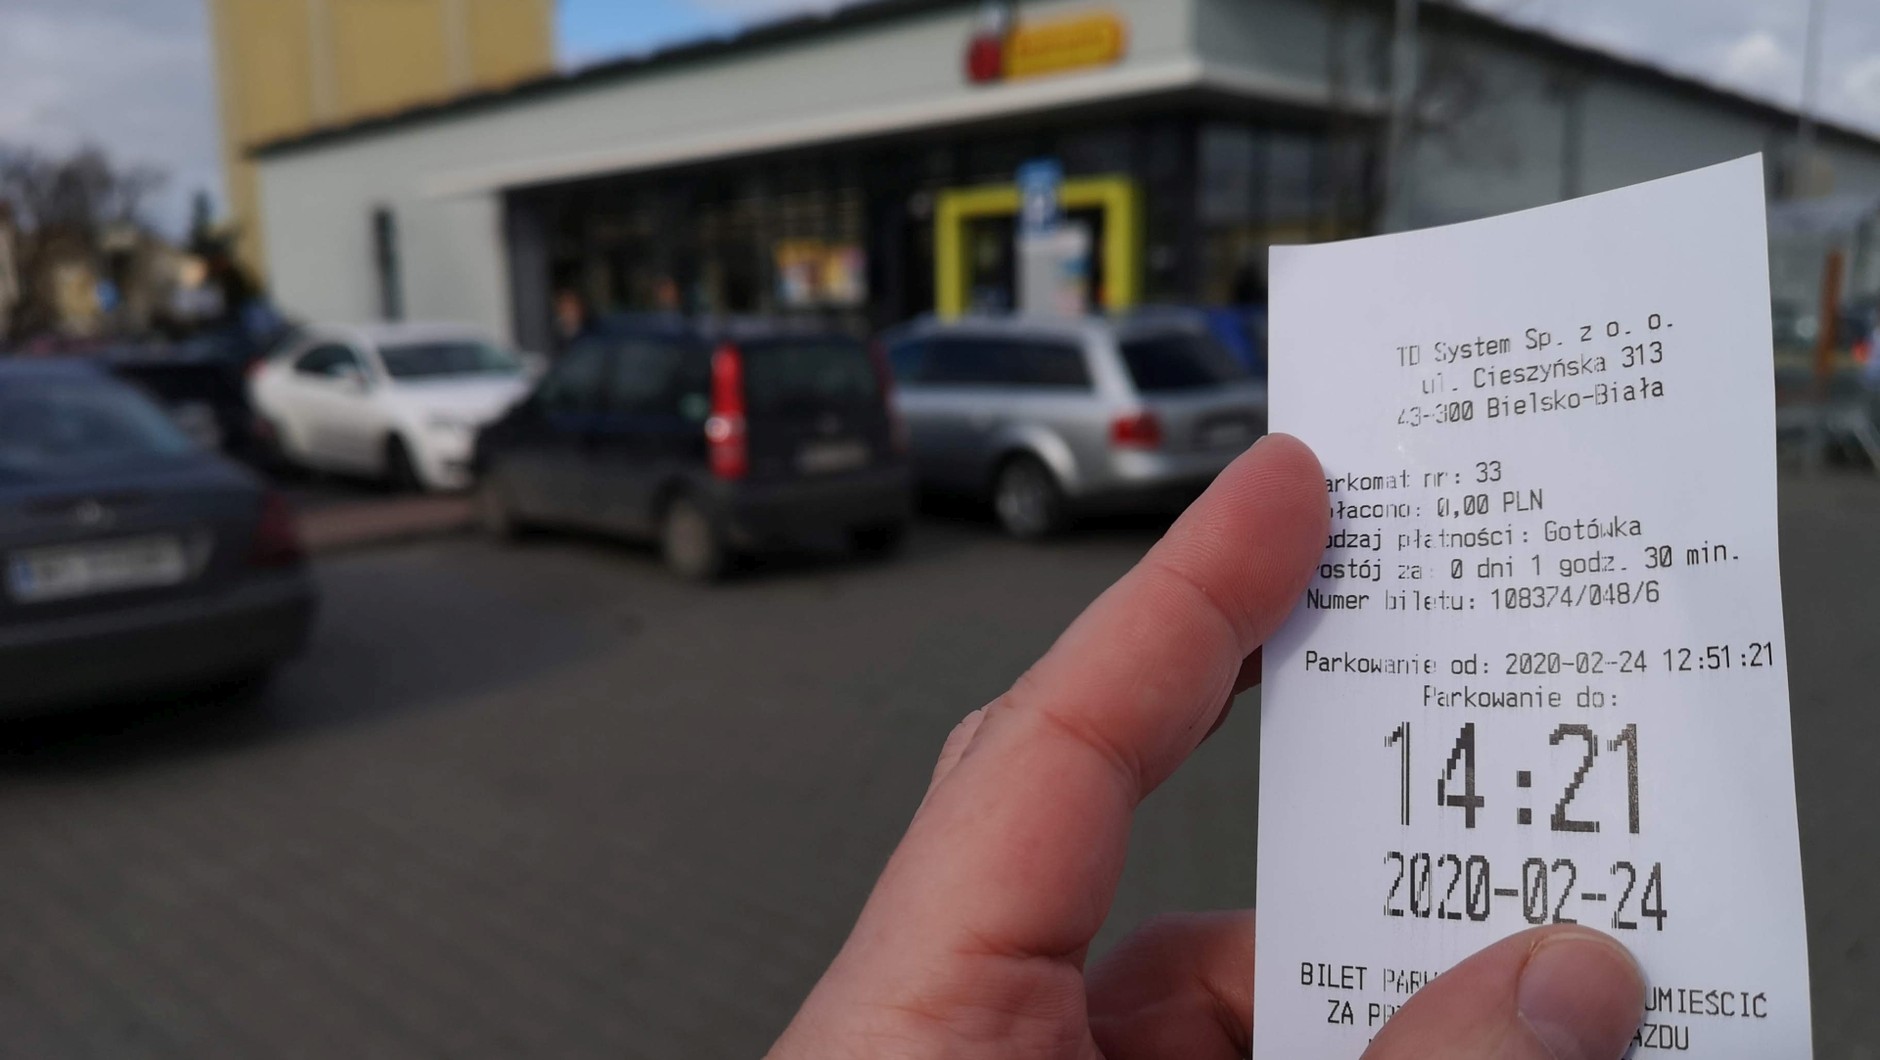 TD System Sp. z o. o.
ul. Cieszyńska 313
43-300 Bielsko-Biała
arkomat nr: 33
łacono: 0,00 PLN
odzaj płatności: Gotówka
ostój za: 0 dni 1 godz. 30 min.
Numer biletu: 108374/048/6
Parkowanie od: 2020-02-24 12:51:21
Parkowanie do:
14:21
2020-02-24
BILET UMIEŚCIĆ
ZA